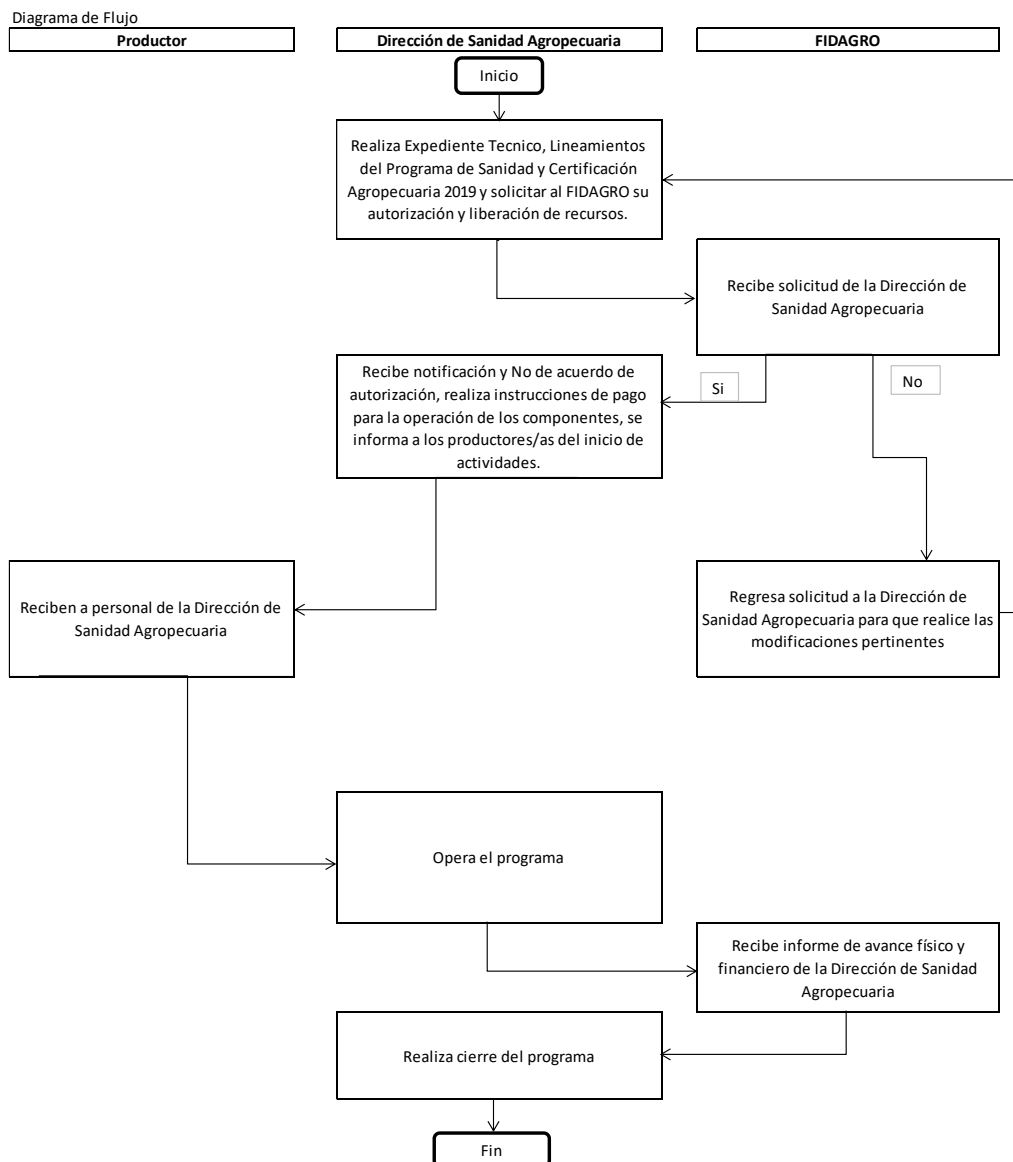 Diagrama de Flujo
Productor
Dirección de Sanidad Agropecuaria
FIDAGRO
Inicio
Realiza Expediente Tecnico, Lineamientos
del Programa de Sanidad y Certificación
Agropecuaria 2019 y solicitar al FIDAGRO su
autorización y liberación de recursos.
Recibe solicitud de la Dirección de
Sanidad Agropecuaria
Recibe notificación y No de acuerdo de
autorización, realiza instrucciones de pago
para la operación de los componentes, se
informa a los productores/as del inicio de
actividades.
Si
No
Reciben a personal de la Dirección de
Sanidad Agropecuaria
Regresa solicitud a la Dirección de
Sanidad Agropecuaria para que realice las
modificaciones pertinentes
Opera el programa
Recibe informe de avance físico y
financiero de la Dirección de Sanidad
Agropecuaria
Realiza cierre del programa
Fin